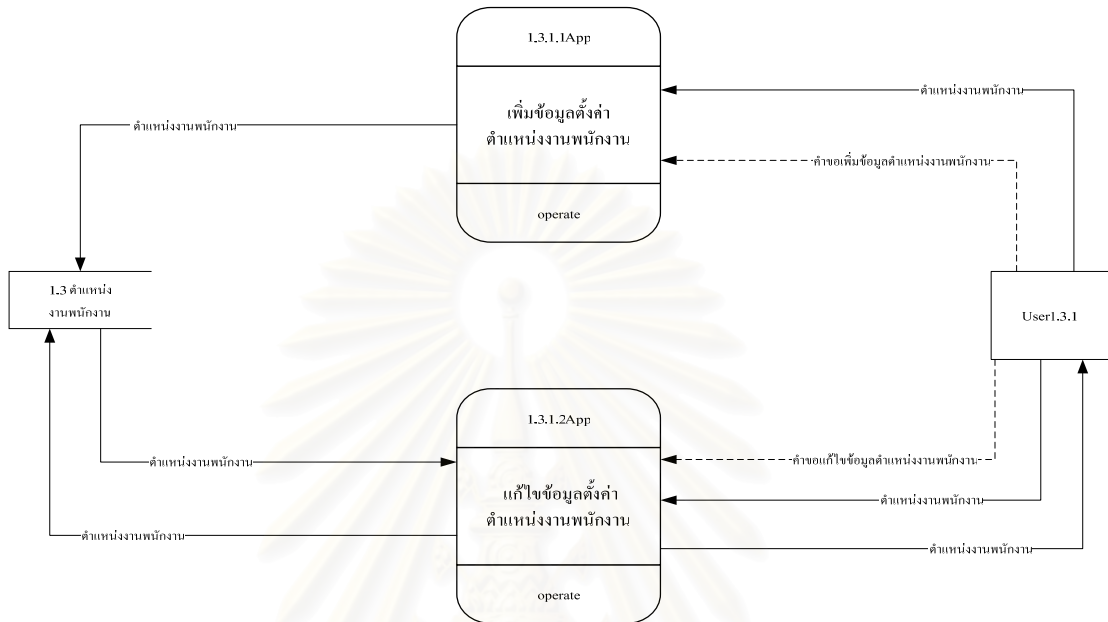 1.3.1.1App
เพิ่มข้อมูลตั้งค่า
ตำแหน่งงานพนักงาน
operate
ตำแหน่งงานพนักงาน
ตำแหน่งงานพนักงาน
คำขอเพิ่มข้อมูลตำแหน่งงานพนักงาน
1.3 ตำแหน่ง
งานพนักงาน
User1.3.1
1.3.1.2App
แก้ไขข้อมูลตั้งค่า
ตำแหน่งงานพนักงาน
operate
ตำแหน่งงานพนักงาน
ตำแหน่งงานพนักงาน
คำขอแก้ไขข้อมูลตำแหน่งงานพนักงาน
ตำแหน่งงานพนักงาน
ตำแหน่งงานพนักงาน